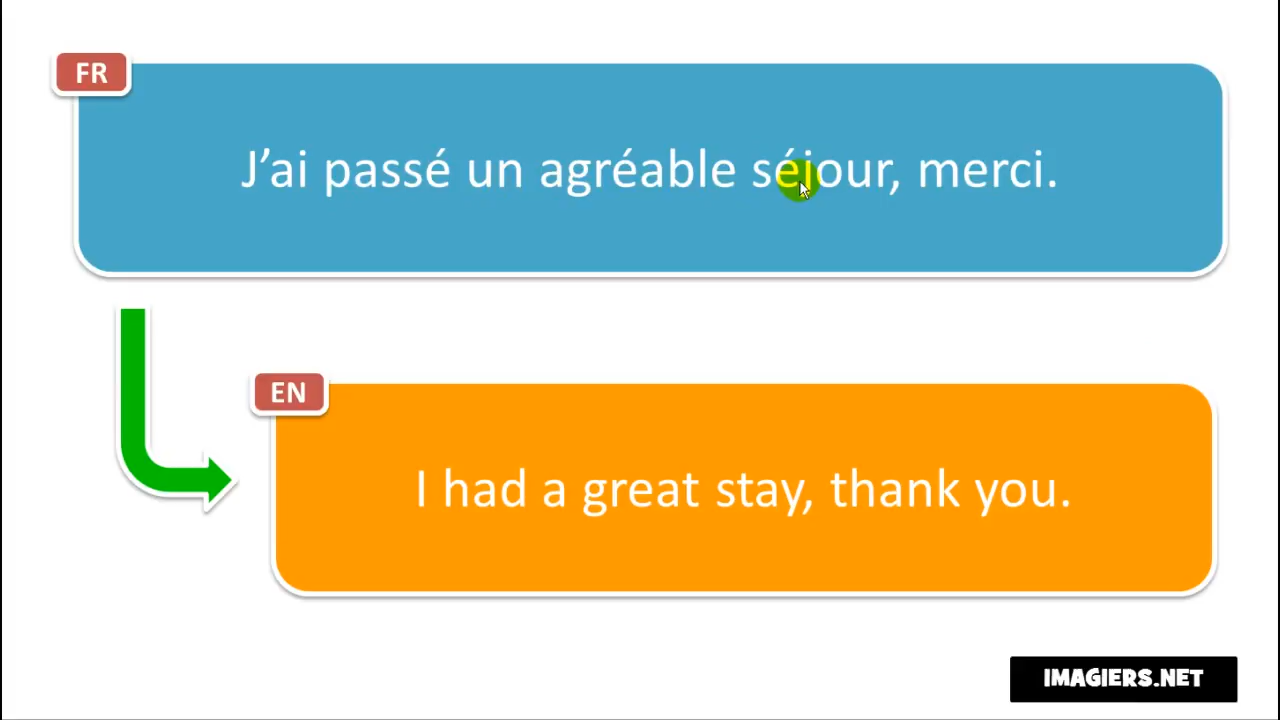 FR
J’ai passé un agréable séjour, merci.
EN
I had a great stay, thank you.
IMAGIERS.NET